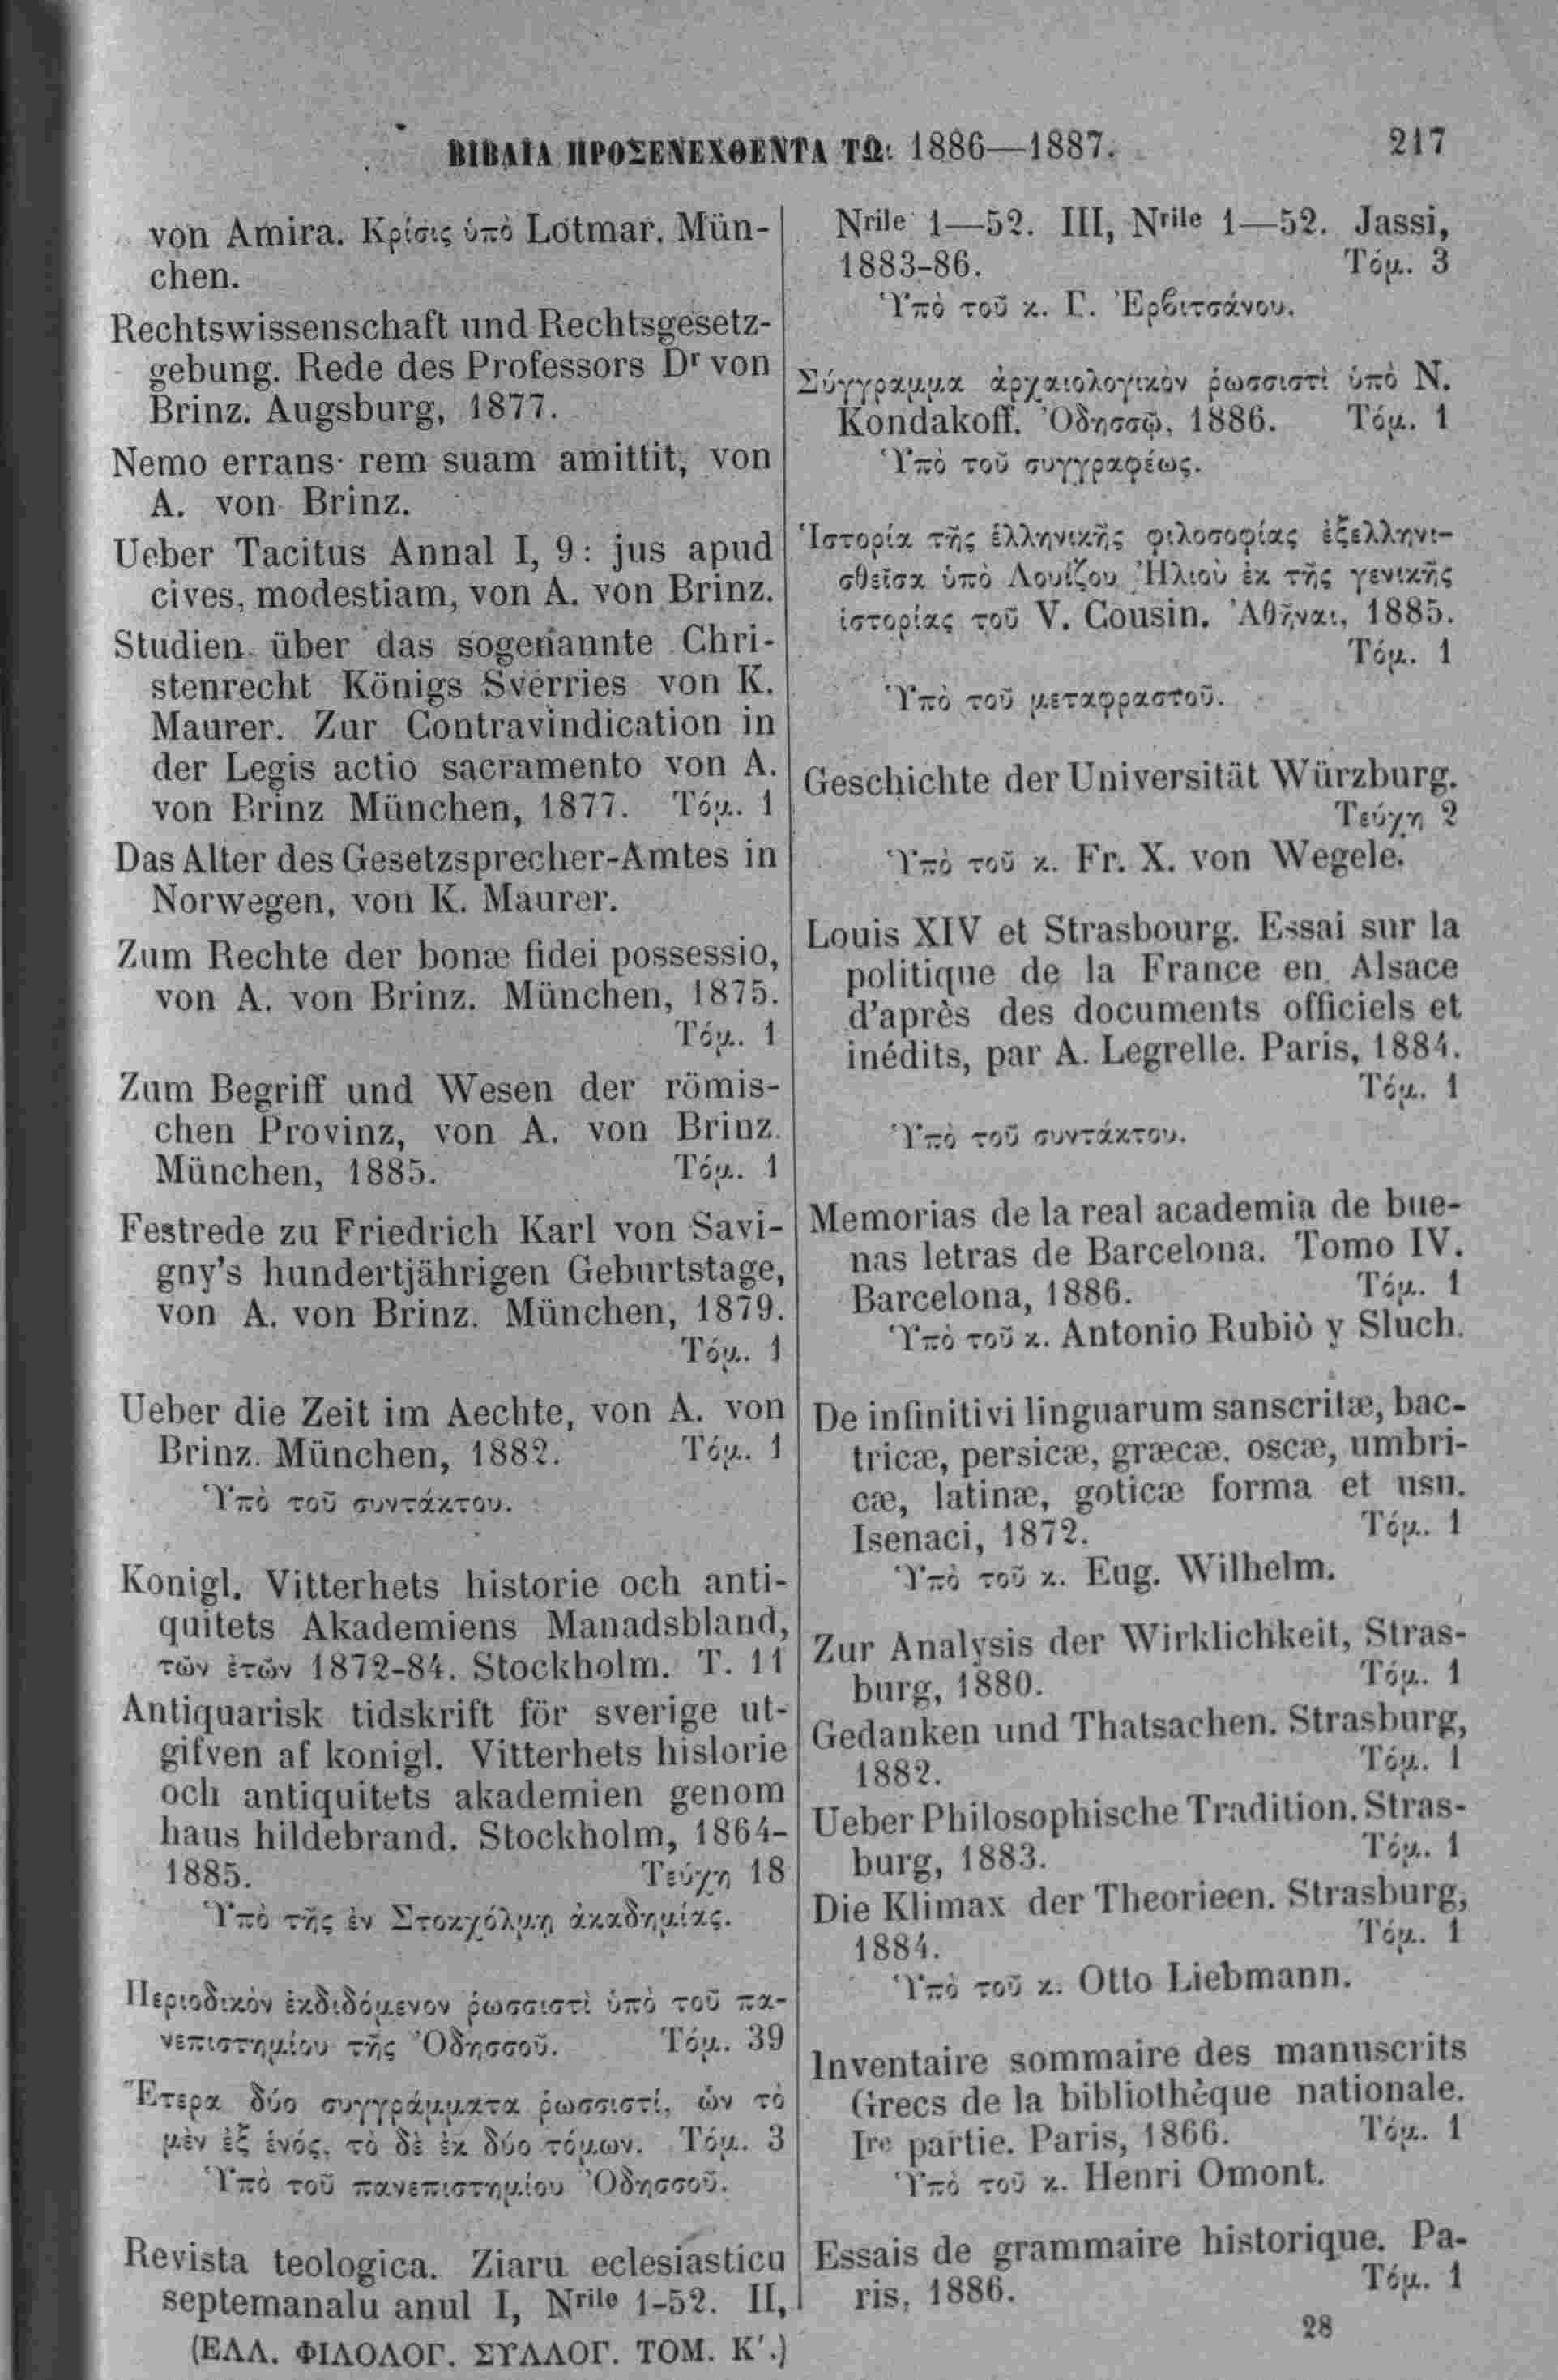 ΒΙΒΛΙΑ ΠΡΟΣΕΝΕΧΘΕΝΤΑ ΤΩ: 1886—1887. 217
von Amira. Κρίσις ὑπὸ Lotmar. Mün-
chen.
Rechtswissenschaft und Rechtsgesetz-
gebung. Rede des Professors Dr von
Brinz. Augsburg, 1877.
Nemo errans rem suam amittit, von
A. von Brinz.
Ueber Tacitus Annal I, 9: jus apud
cives, modestiam, von A. von Brinz.
Studien über das sogenannte Chri-
stenrecht Königs Sverries von K.
Maurer. Zur Contravindication in
der Legis actio sacramento von A.
von Brinz München, 1877. Τόμ. 1
Das Alter des Gesetzsprecher-Amtes in
Norwegen, von K. Maurer.
Zum Rechte der bonæ fidei possessio,
von A. von Brinz. München, 1875.
Τόμ. 1
Zum Begriff und Wesen der römis-
chen Provinz, von A. von Brinz.
München, 1885. Τόμ. 1
Festrede zu Friedrich Karl von Savi-
gny's hundertjährigen Geburtstage,
von A. von Brinz. München, 1879.
Τόμ. 1
Ueber die Zeit im Aechte, von A. von
Brinz. München, 1882. Τόμ. 1
Ὑπὸ τοῦ συντάκτου.
Konigl. Vitterhets historie och anti-
quitets Akademiens Manadsbland,
τῶν ἐτῶν 1872-84. Stockholm. T. 11
Antiquarisk tidskrift för sverige ut-
gifven af konigl. Vitterhets hislorie
och antiquitets akademien genom
haus hildebrand. Stockholm, 1864-
1885. Τεύχη 18
Ὑπὸ τῆς ἐν Στοκχόλμῃ ἀκαδημίας.
Περιοδικὸν ἐκδιδόμενον ῥωσσιστὶ ὑπὸ τοῦ πα-
νεπιστημίου τῆς Ὀδησσοῦ. Τόμ. 39
Ἕτερα δύο συγγράμματα ῥωσσιστί, ὧν τὸ
μὲν ἐξ ἑνός, τὸ δὲ ἐκ δύο τόμων. Τόμ. 3
Ὑπὸ τοῦ πανεπιστημίου Ὀδησσοῦ.
Revista teologica. Ziaru eclesiasticu
septemanalu anul I, Nrile 1-52. II,
(ΕΛΛ. ΦΙΛΟΛΟΓ. ΣΥΛΛΟΓ. ΤΟΜ. Κ'.)
Nrile 1—52. III, Nrile 1—52. Jassi,
1883-86. Τόμ. 3
Ὑπὸ τοῦ κ. Γ. Ἐρβιτσάνου.
Σύγγραμμα ἀρχαιολογικὸν ῥωσσιστὶ ὑπὸ N.
Kondakoff. Ὀδησσῷ, 1886. Τόμ. 1
Ὑπὸ τοῦ συγγραφέως.
Ἱστορία τῆς ἑλληνικῆς φιλοσοφίας ἐξελληνι-
σθεῖσα ὑπὸ Λουίζου Ἠλιοὺ ἐκ τῆς γενικῆς
ἱστορίας τοῦ V. Cousin. Ἀθῆναι, 1885.
Τόμ. 1
Ὑπὸ τοῦ μεταφραστοῦ.
Geschichte der Universität Würzburg.
Τεύχη 2
Ὑπὸ τοῦ κ. Fr. X. von Wegele.
Louis XIV et Strasbourg. Essai sur la
politique de la France en Alsace
d'après des documents officiels et
inédits, par A. Legrelle. Paris, 1884.
Τόμ. 1
Ὑπὸ τοῦ συντάκτου.
Memorias de la real academia de bue-
nas letras de Barcelona. Tomo IV.
Barcelona, 1886. Τόμ. 1
Ὑπὸ τοῦ κ. Antonio Rubiò y Sluch.
De infinitivi linguarum sanscritæ, bac-
tricæ, persicæ, græcæ, oscæ, umbri-
cæ, latinæ, goticæ forma et usu.
Isenaci, 1872. Τόμ. 1
Ὑπὸ τοῦ κ. Eug. Wilhelm.
Zur Analysis der Wirklichkeit, Stras-
burg, 1880. Τόμ. 1
Gedanken und Thatsachen. Strasburg,
1882. Τόμ. 1
Ueber Philosophische Tradition. Stras-
burg, 1883. Τόμ. 1
Die Klimax der Theorieen. Strasburg,
1884. Τόμ. 1
Ὑπὸ τοῦ κ. Otto Liebmann.
Inventaire sommaire des manuscrits
Grecs de la bibliothèque nationale.
Ire partie. Paris, 1866. Τόμ. 1
Ὑπὸ τοῦ κ. Henri Omont.
Essais de grammaire historique. Pa-
ris, 1886. Τόμ. 1
28